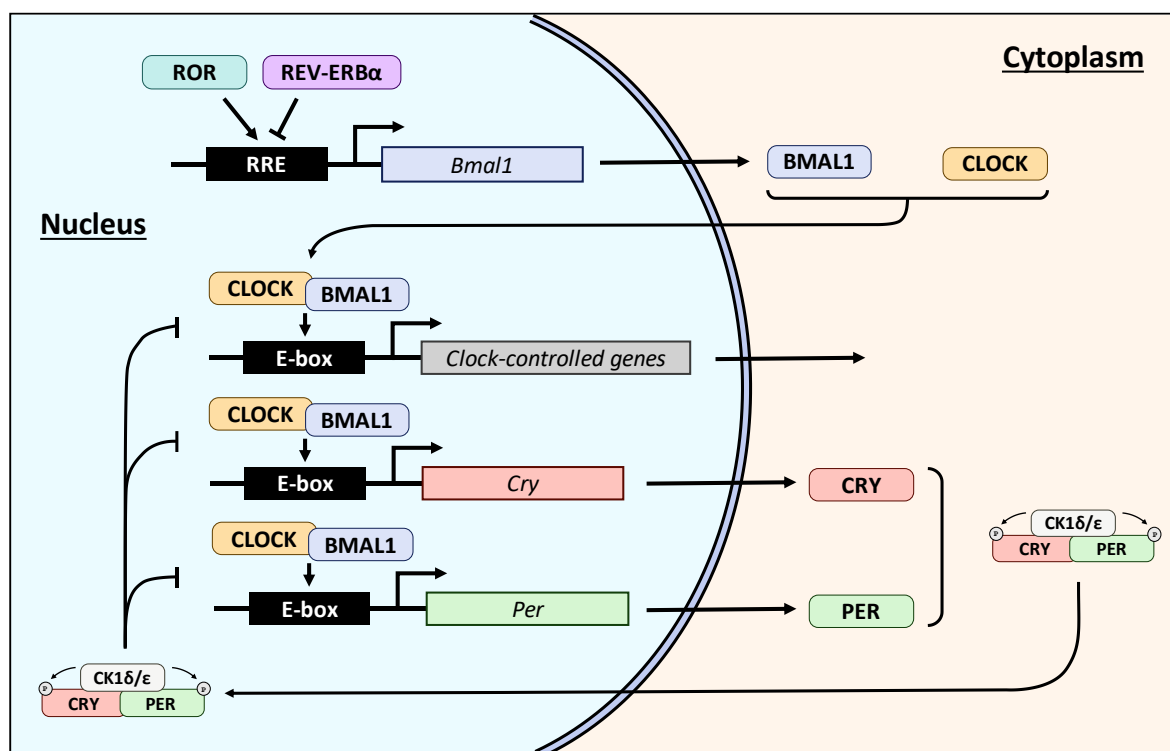 Cytoplasm
ROR
REV-ERBα
RRE
Bmal1
BMAL1
CLOCK
Nucleus
CLOCK
BMAL1
E-box
Clock-controlled genes
CLOCK
BMAL1
E-box
Cry
CRY
CLOCK
BMAL1
E-box
Per
PER
CK1δ/ε
P
P
CRY
PER
CK1δ/ε
P
P
CRY
PER